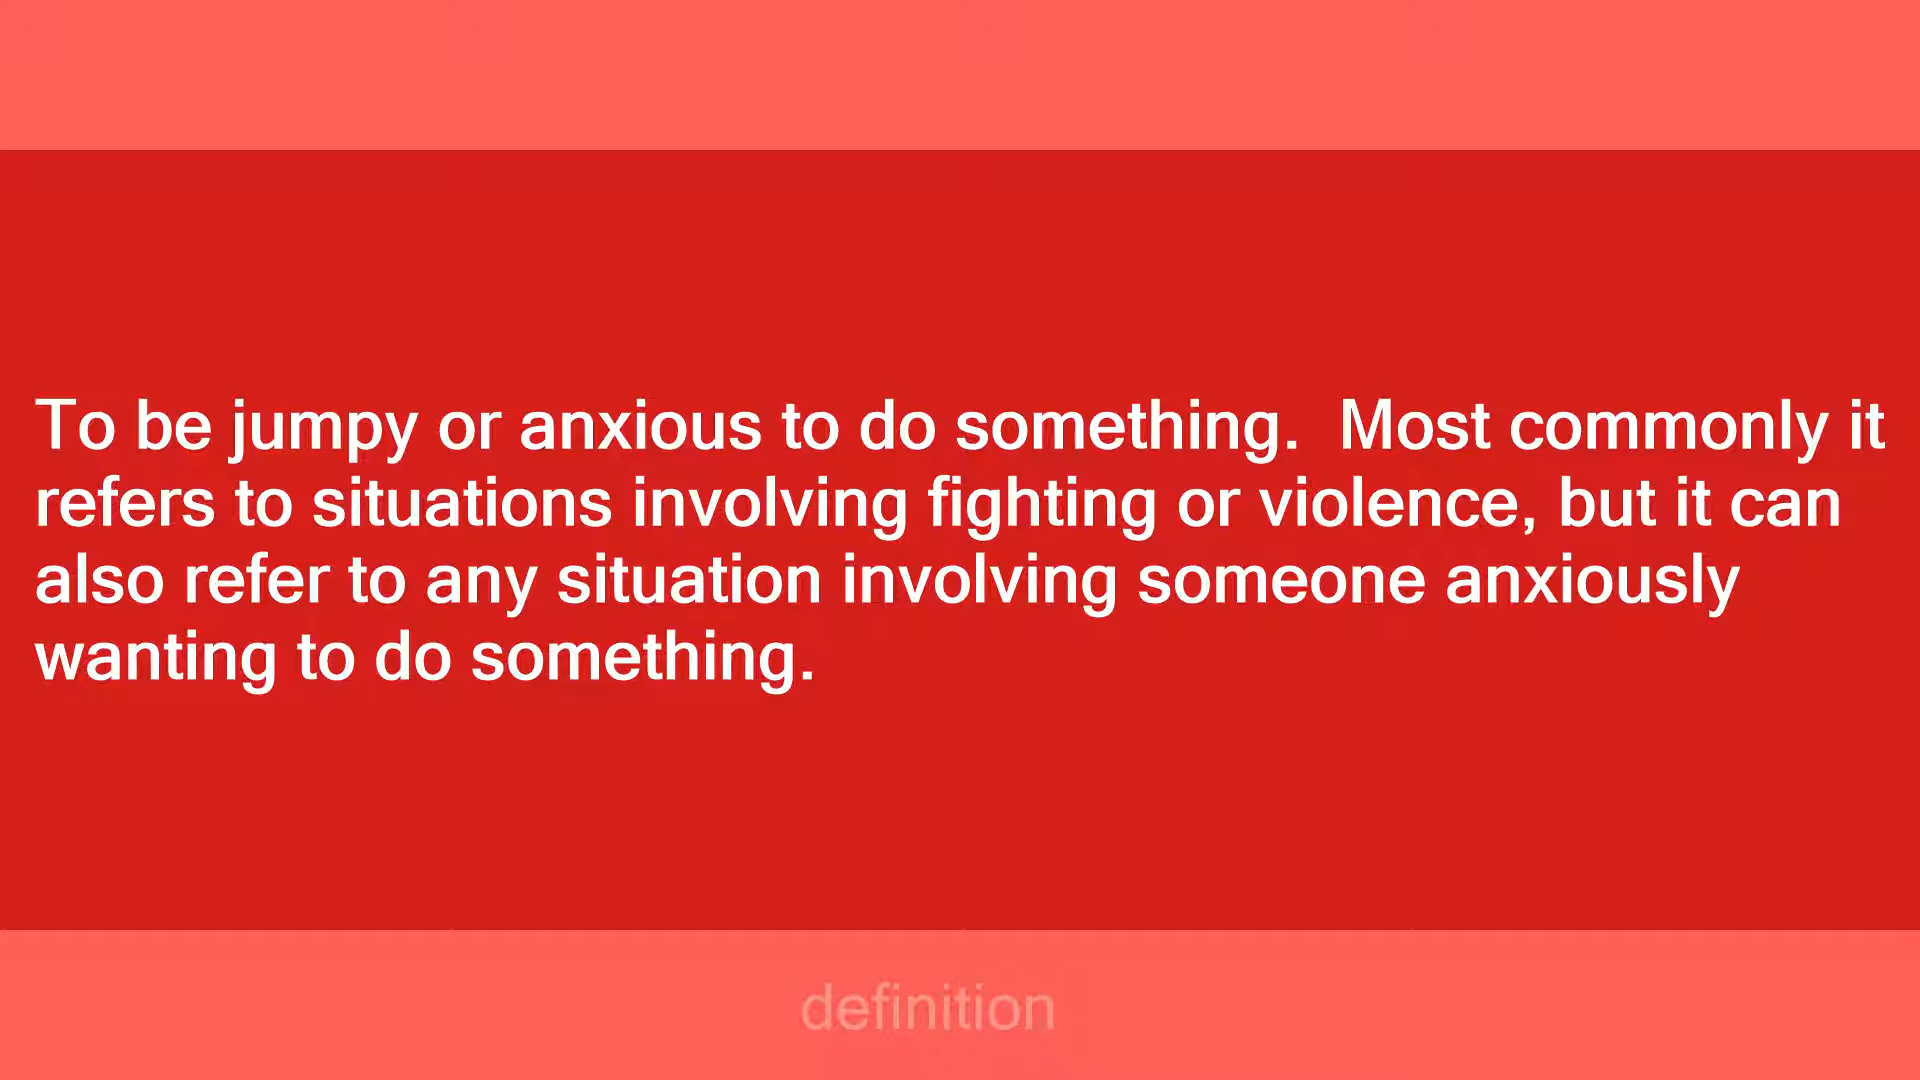 To be jumpy or anxious to do something.  Most commonly it
refers to situations involving fighting or violence, but it can
also refer to any situation involving someone anxiously
wanting to do something.
definition